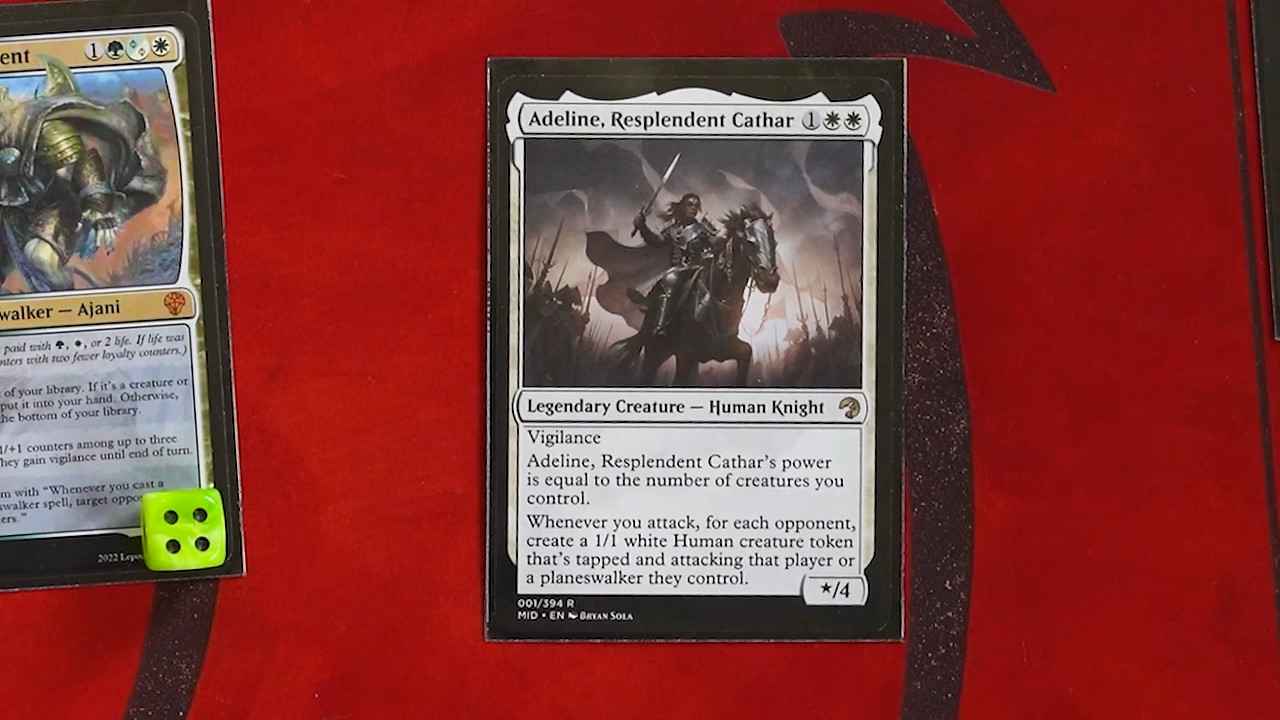 ent 1
walker — Ajani
paid with , , or 2 life. If life was
nters with two fewer loyalty counters.)
of your library. If it's a creature or
put it into your hand. Otherwise,
the bottom of your library.
1/+1 counters among up to three
They gain vigilance until end of turn.
m with "Whenever you cast a
swalker spell, target oppo
ers."
2022
Adeline, Resplendent Cathar 1
Legendary Creature — Human Knight
Vigilance
Adeline, Resplendent Cathar's power
is equal to the number of creatures you
control.
Whenever you attack, for each opponent,
create a 1/1 white Human creature token
that's tapped and attacking that player or
a planeswalker they control.
★/4
001/394 R
MID • EN Bryan Sola